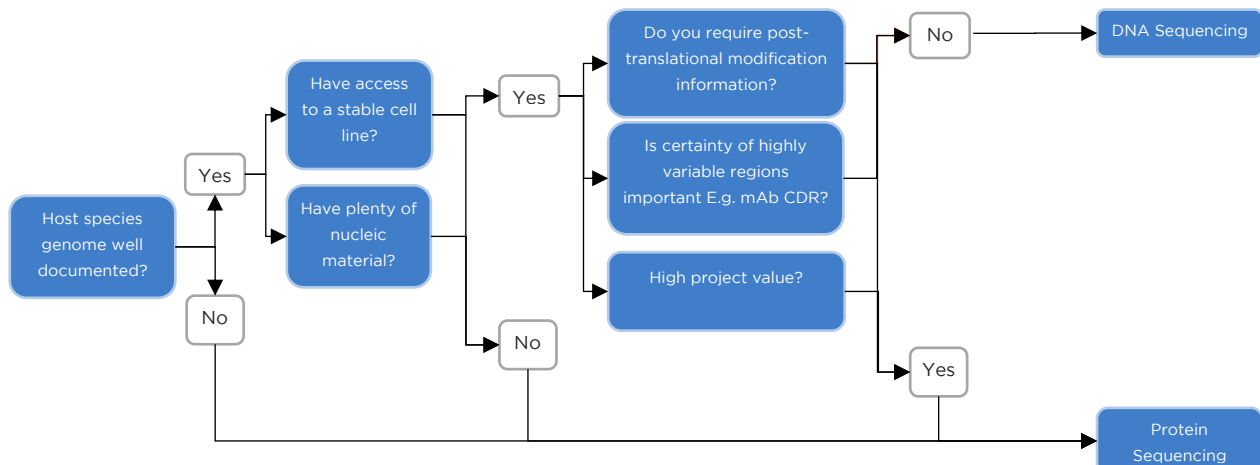 Host species
genome well
documented?
Yes
No
Have access
to a stable cell
line?
Have plenty of
nucleic
material?
Yes
No
Do you require post-
translational modification
information?
Is certainty of highly
variable regions
important E.g. mAb CDR?
High project value?
No
Yes
DNA Sequencing
Protein
Sequencing